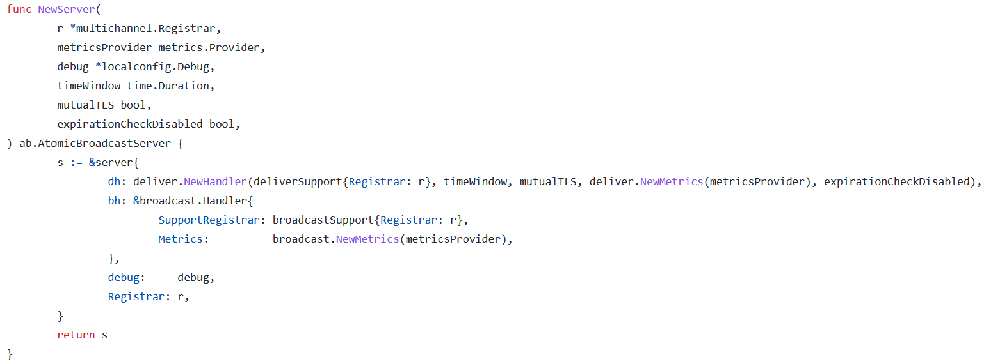 func NewServer(
        r *multichannel.Registrar,
        metricsProvider metrics.Provider,
        debug *localconfig.Debug,
        timeWindow time.Duration,
        mutualTLS bool,
        expirationCheckDisabled bool,
) ab.AtomicBroadcastServer {
        s := &server{
                dh: deliver.NewHandler(deliverSupport{Registrar: r}, timeWindow, mutualTLS, deliver.NewMetrics(metricsProvider), expirationCheckDisabled),
                bh: &broadcast.Handler{
                        SupportRegistrar: broadcastSupport{Registrar: r},
                        Metrics:          broadcast.NewMetrics(metricsProvider),
                },
                debug:     debug,
                Registrar: r,
        }
        return s
}